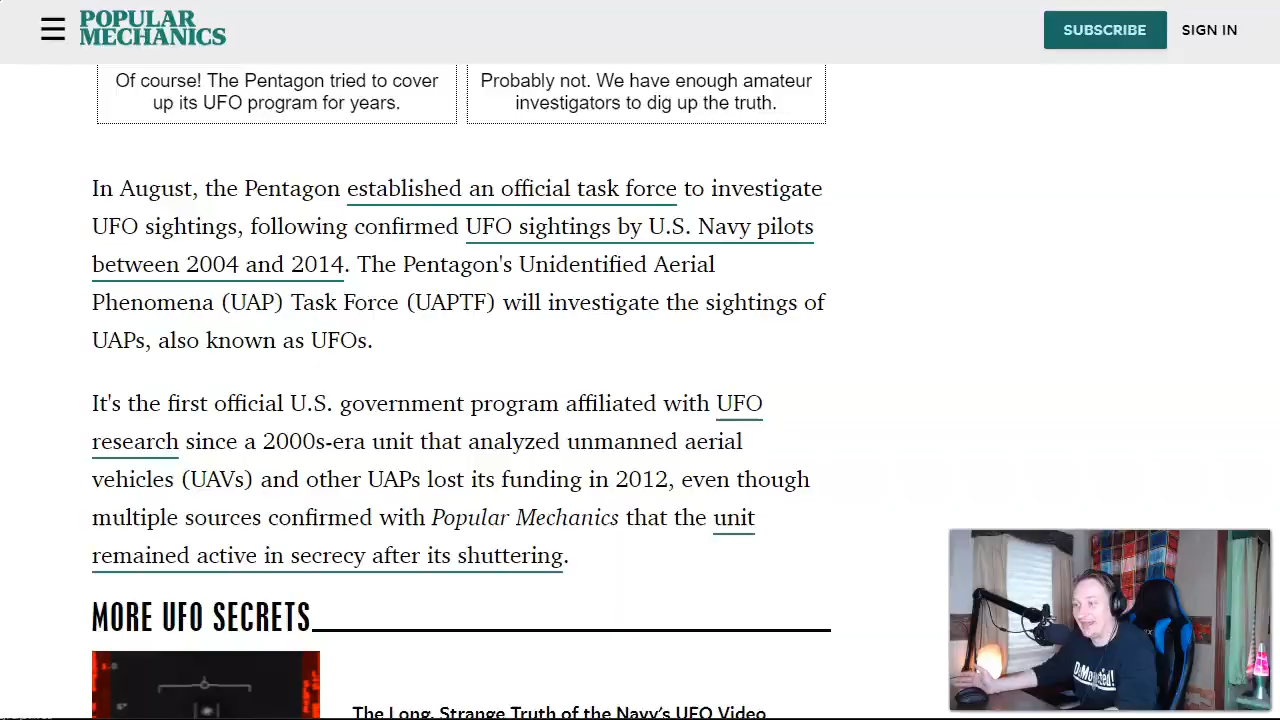 POPULAR
MECHANICS
SUBSCRIBE
SIGN IN
Of course! The Pentagon tried to cover
up its UFO program for years.
Probably not. We have enough amateur
investigators to dig up the truth.
In August, the Pentagon established an official task force to investigate
UFO sightings, following confirmed UFO sightings by U.S. Navy pilots
between 2004 and 2014. The Pentagon's Unidentified Aerial
Phenomena (UAP) Task Force (UAPTF) will investigate the sightings of
UAPs, also known as UFOs.
It's the first official U.S. government program affiliated with UFO
research since a 2000s-era unit that analyzed unmanned aerial
vehicles (UAVs) and other UAPs lost its funding in 2012, even though
multiple sources confirmed with Popular Mechanics that the unit
remained active in secrecy after its shuttering.
MORE UFO SECRETS
The Long, Strange Truth of the Navy's UFO Video